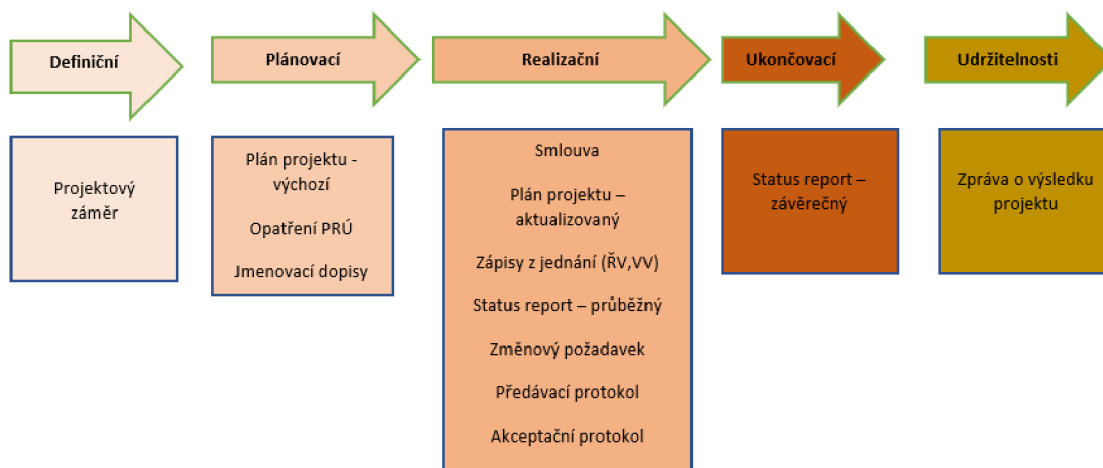 Definiční
Plánovací
Realizační
Ukončovací
Udržitelnosti
Projektový
záměr
Plán projektu -
výchozí
Opatření PRÚ
Jmenovací dopisy
Smlouva
Plán projektu –
aktualizovaný
Zápisy z jednání (ŘV,VV)
Status report – průběžný
Změnový požadavek
Předávací protokol
Akceptační protokol
Status report –
závěrečný
Zpráva o výsledku
projektu